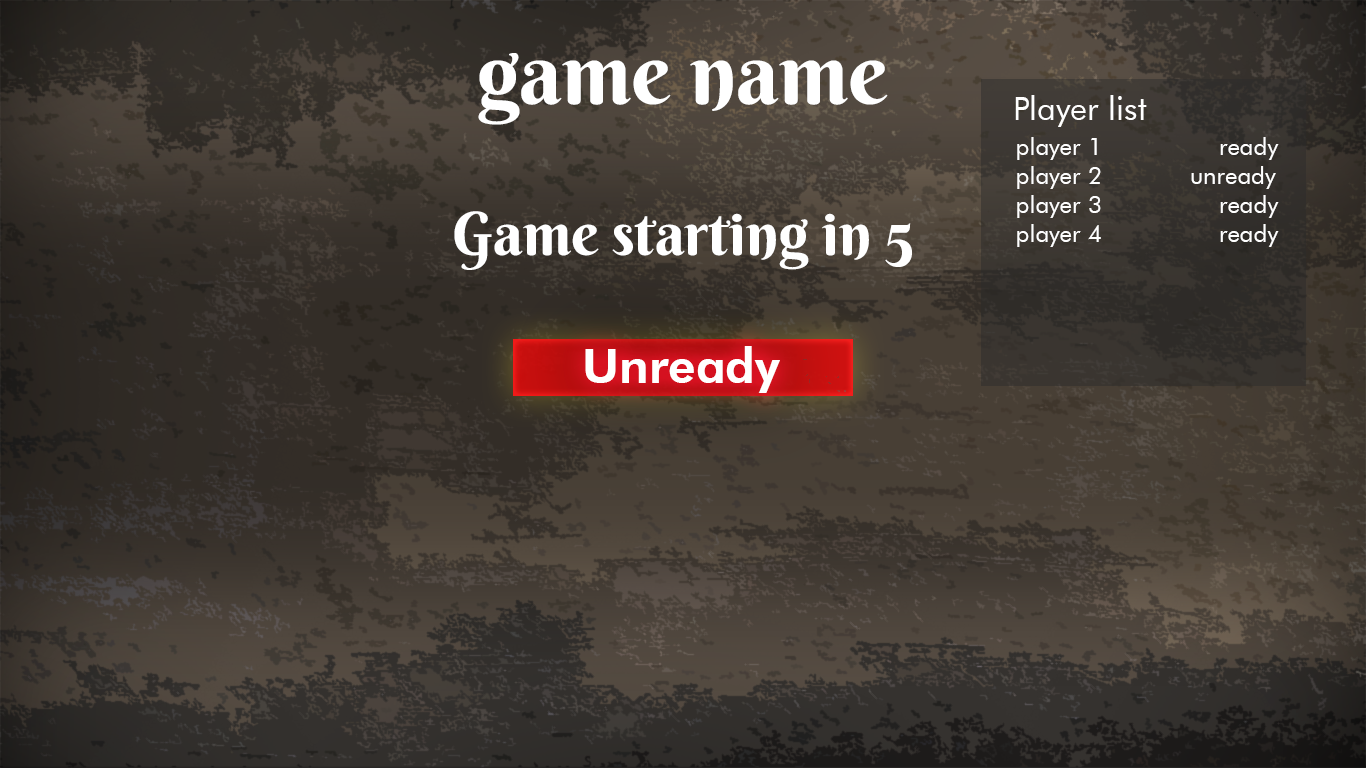 game name
Game starting in 5
Unready
Player list
player 1 ready
player 2 unready
player 3 ready
player 4 ready